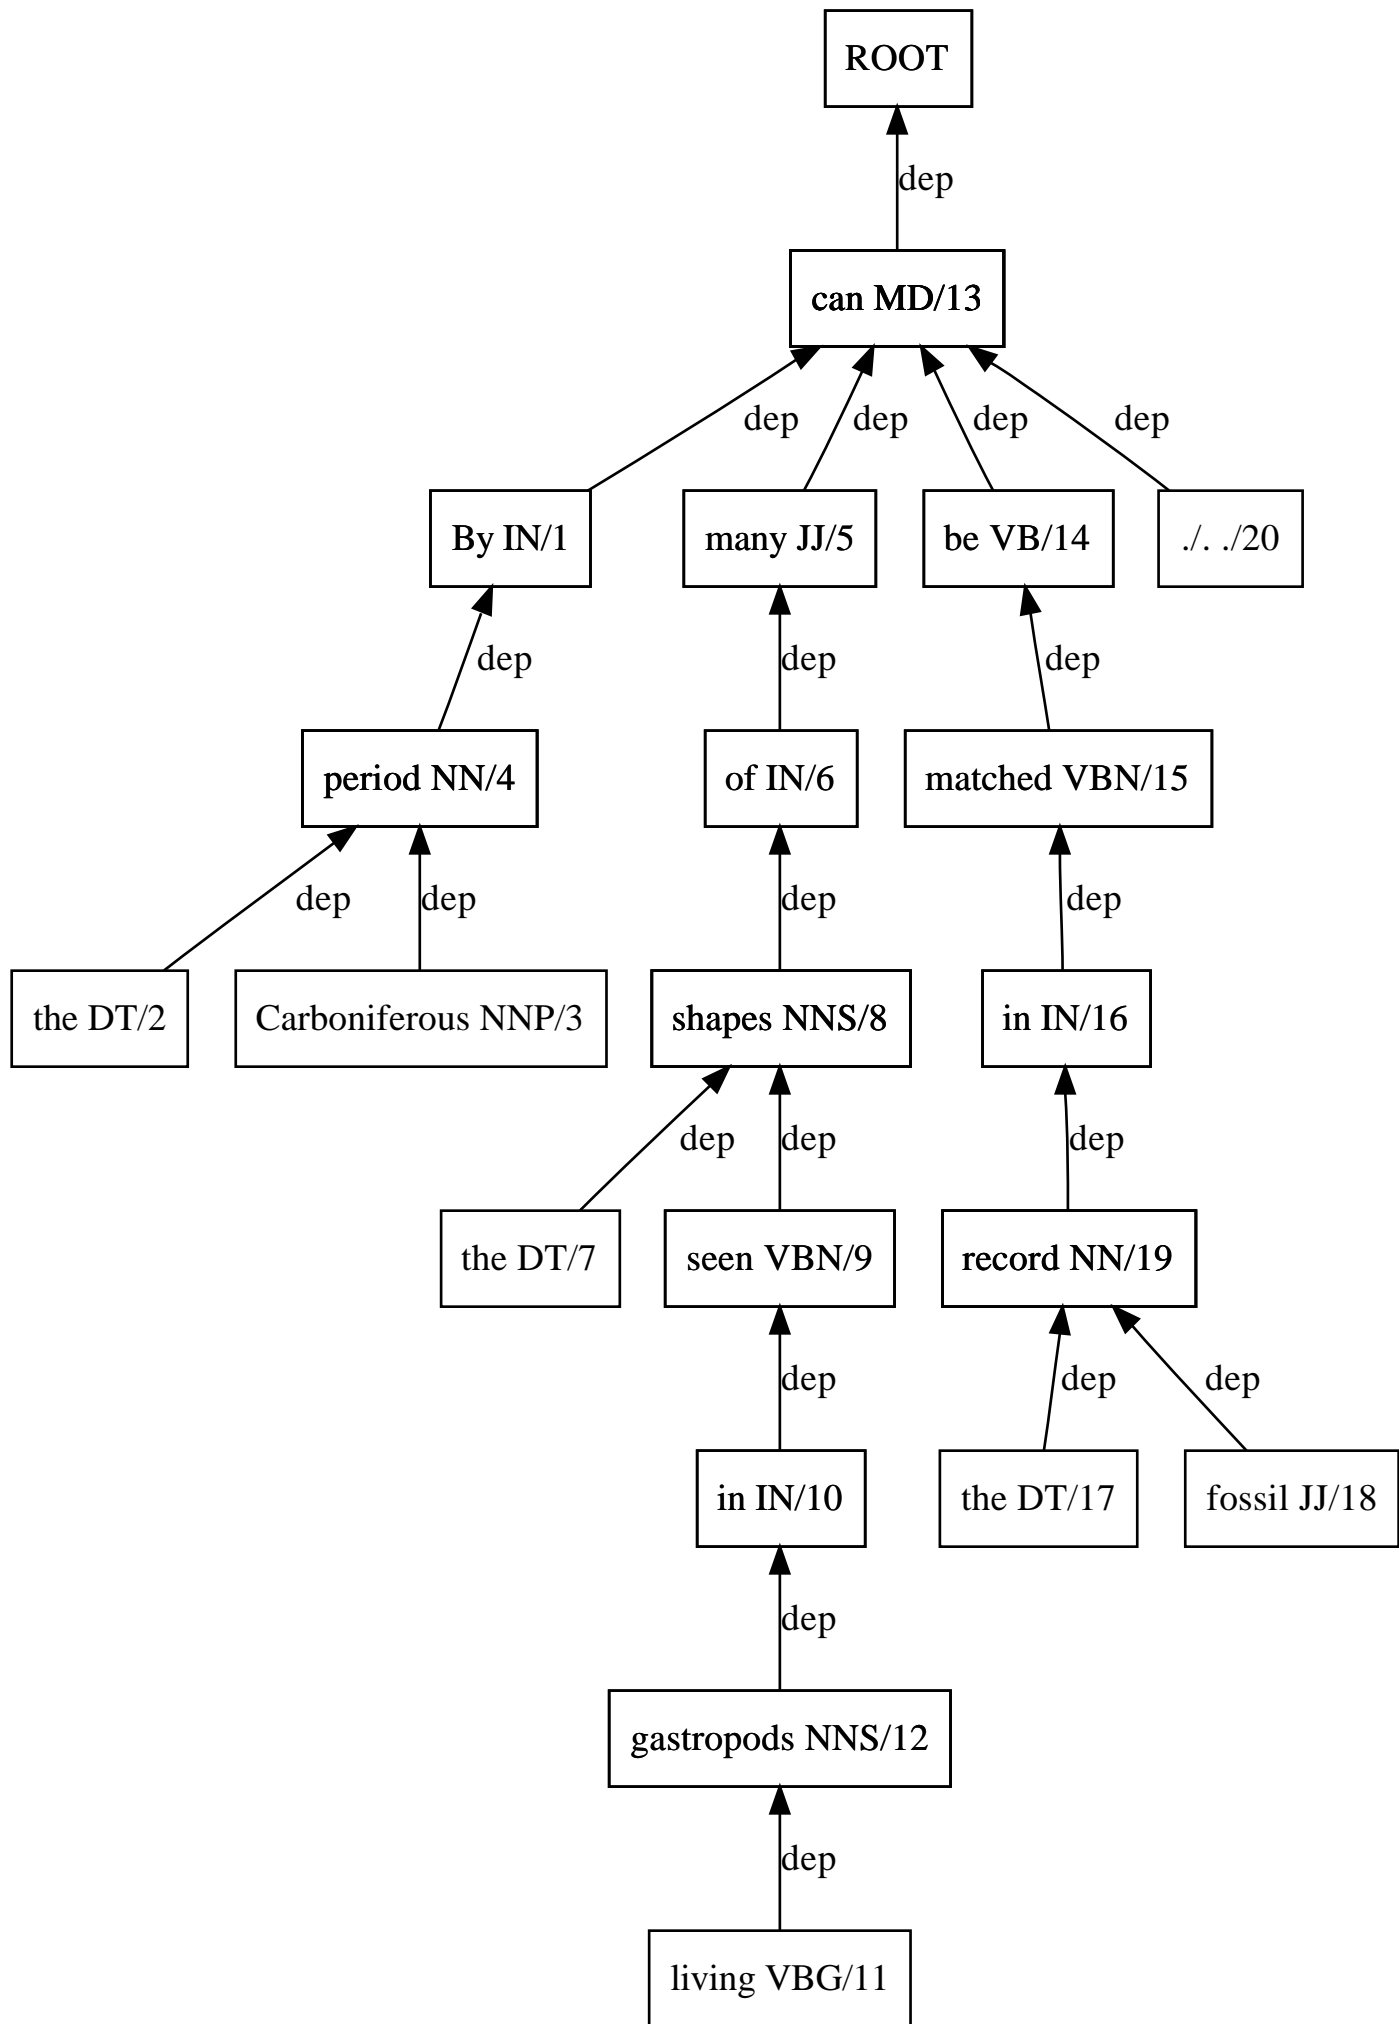 ROOT
dep
can MD/13
dep dep dep dep
By IN/1 many JJ/5 be VB/14 ./. ./20
dep dep dep
period NN/4 of IN/6 matched VBN/15
dep dep dep dep
the DT/2 Carboniferous NNP/3 shapes NNS/8 in IN/16
dep dep dep
the DT/7 seen VBN/9 record NN/19
dep dep dep
in IN/10 the DT/17 fossil JJ/18
dep
gastropods NNS/12
dep
living VBG/11